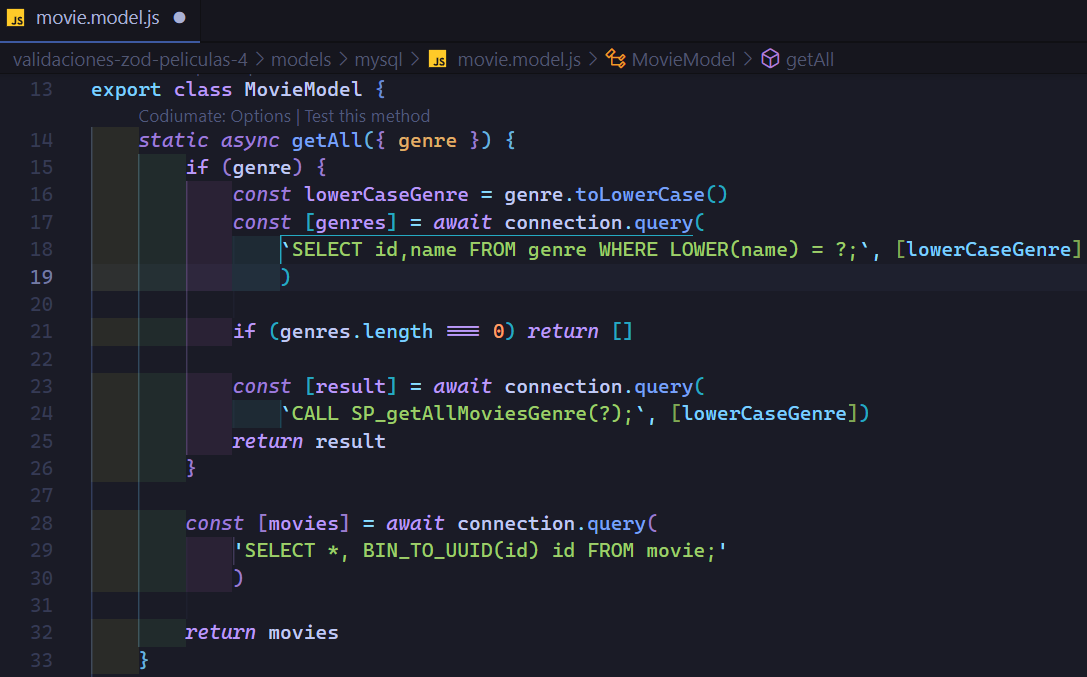 JS movie.model.js ●
validaciones-zod-peliculas-4 > models > mysql > JS movie.model.js > MovieModel > getAll
13 export class MovieModel {
Codiumate: Options | Test this method
14 static async getAll({ genre }) {
15 if (genre) {
16 const lowerCaseGenre = genre.toLowerCase()
17 const [genres] = await connection.query(
18 `SELECT id,name FROM genre WHERE LOWER(name) = ?;`, [lowerCaseGenre]
19 )
20
21 if (genres.length === 0) return []
22
23 const [result] = await connection.query(
24 `CALL SP_getAllMoviesGenre(?);`, [lowerCaseGenre])
25 return result
26 }
27
28 const [movies] = await connection.query(
29 'SELECT *, BIN_TO_UUID(id) id FROM movie;'
30 )
31
32 return movies
33 }